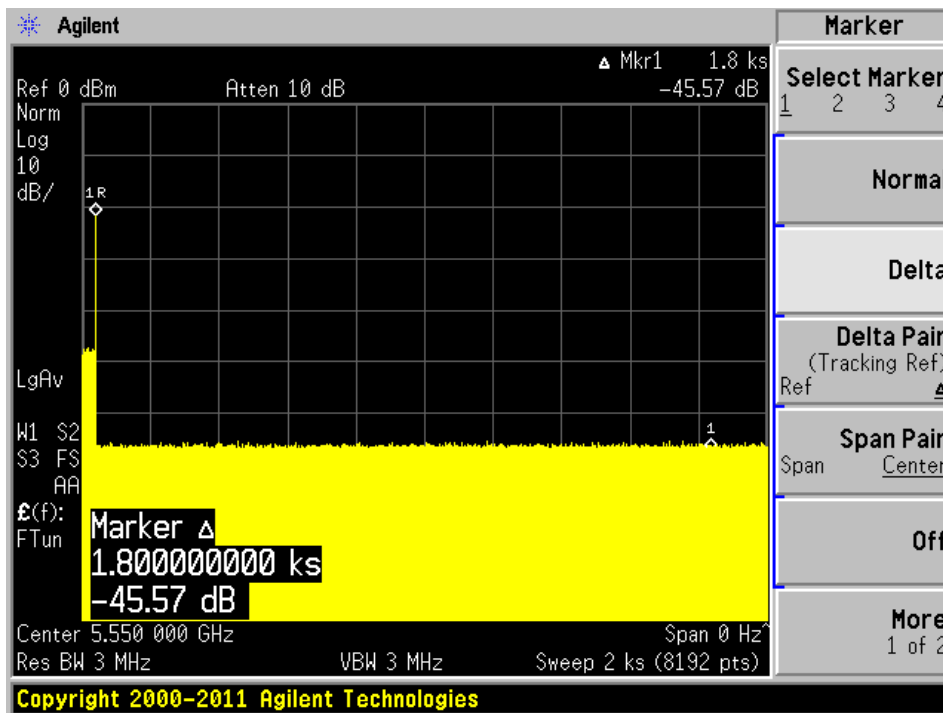 Agilent
Marker
Mkr1 1.8 ks
Ref 0 dBm Atten 10 dB -45.57 dB
Norm
Log
10
dB/
1R
LgAv
1
W1 S2
S3 FS
AA
£(f):
FTun
Marker Δ
1.800000000 ks
-45.57 dB
Center 5.550 000 GHz Span 0 Hz^
Res BW 3 MHz VBW 3 MHz Sweep 2 ks (8192 pts)
Copyright 2000-2011 Agilent Technologies
Select Marker
1 2 3 4
Norma
Delta
Delta Pair
(Tracking Ref)
Ref Δ
Span Pair
Span Center
Off
More
1 of 2